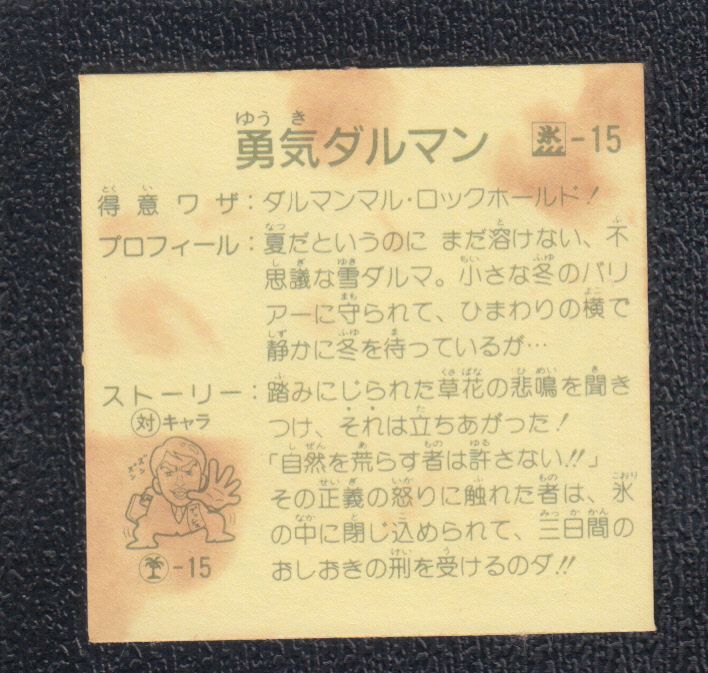 勇気ダルマン 氷-15
得意ワザ：ダルマンマル・ロックホールド！
プロフィール：夏だというのに まだ溶けない、不
思議な雪ダルマ。小さな冬のバリ
アーに守られて、ひまわりの横で
静かに冬を待っているが…
ストーリー：踏みにじられた草花の悲鳴を聞き
つけ、それは立ちあがった！
「自然を荒らす者は許さない!!」
その正義の怒りに触れた者は、氷
の中に閉じ込められて、三日間の
おしおきの刑を受けるのダ!!
対キャラ
-15